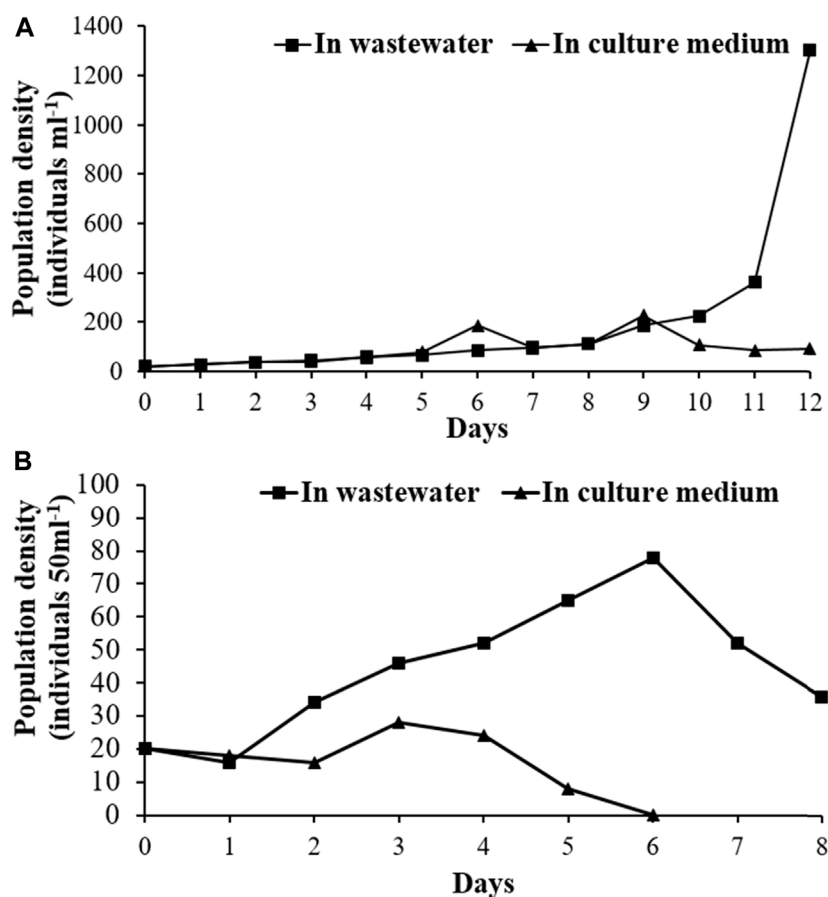 A
In wastewater In culture medium
Population density
(individuals ml-1)
1400
1200
1000
800
600
400
200
0
0 1 2 3 4 5 6 7 8 9 10 11 12
Days
B
In wastewater In culture medium
Population density
(individuals 50ml-1)
100
90
80
70
60
50
40
30
20
10
0
0 1 2 3 4 5 6 7 8
Days